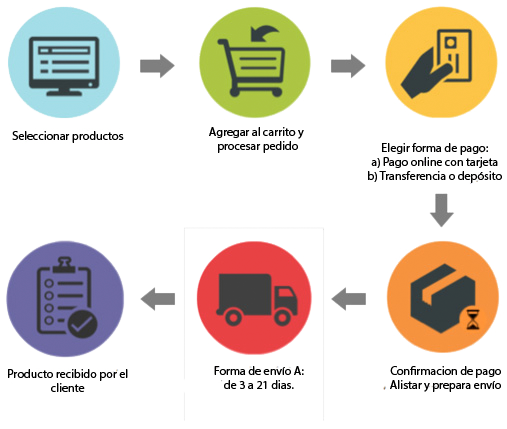 Seleccionar productos
Agregar al carrito y
procesar pedido
Elegir forma de pago:
a) Pago online con tarjeta
b) Transferencia o depósito
Producto recibido por el
cliente
Forma de envío A:
de 3 a 21 dias.
Confirmacion de pago
Alistar y prepara envío